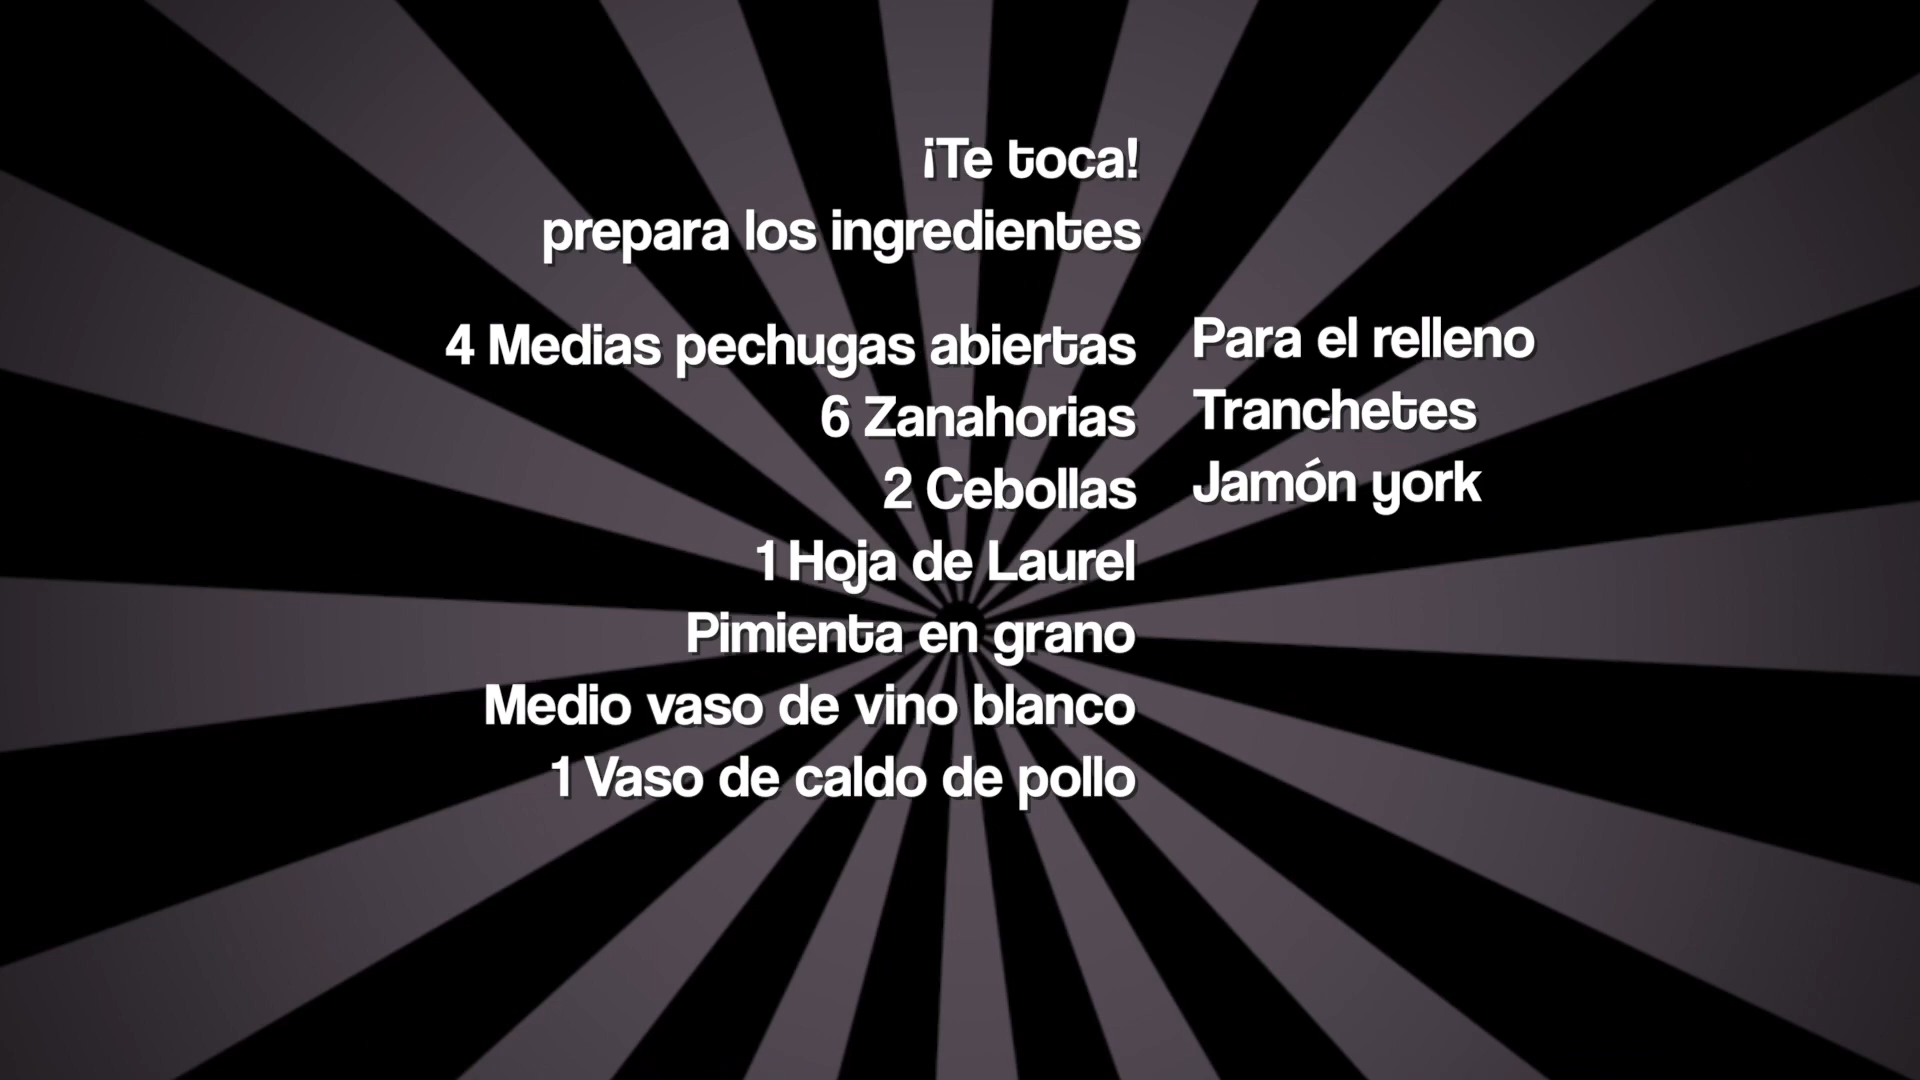 ¡Te toca!
prepara los ingredientes
4 Medias pechugas abiertas
6 Zanahorias
2 Cebollas
1 Hoja de Laurel
Pimienta en grano
Medio vaso de vino blanco
1 Vaso de caldo de pollo
Para el relleno
Tranchetes
Jamón york